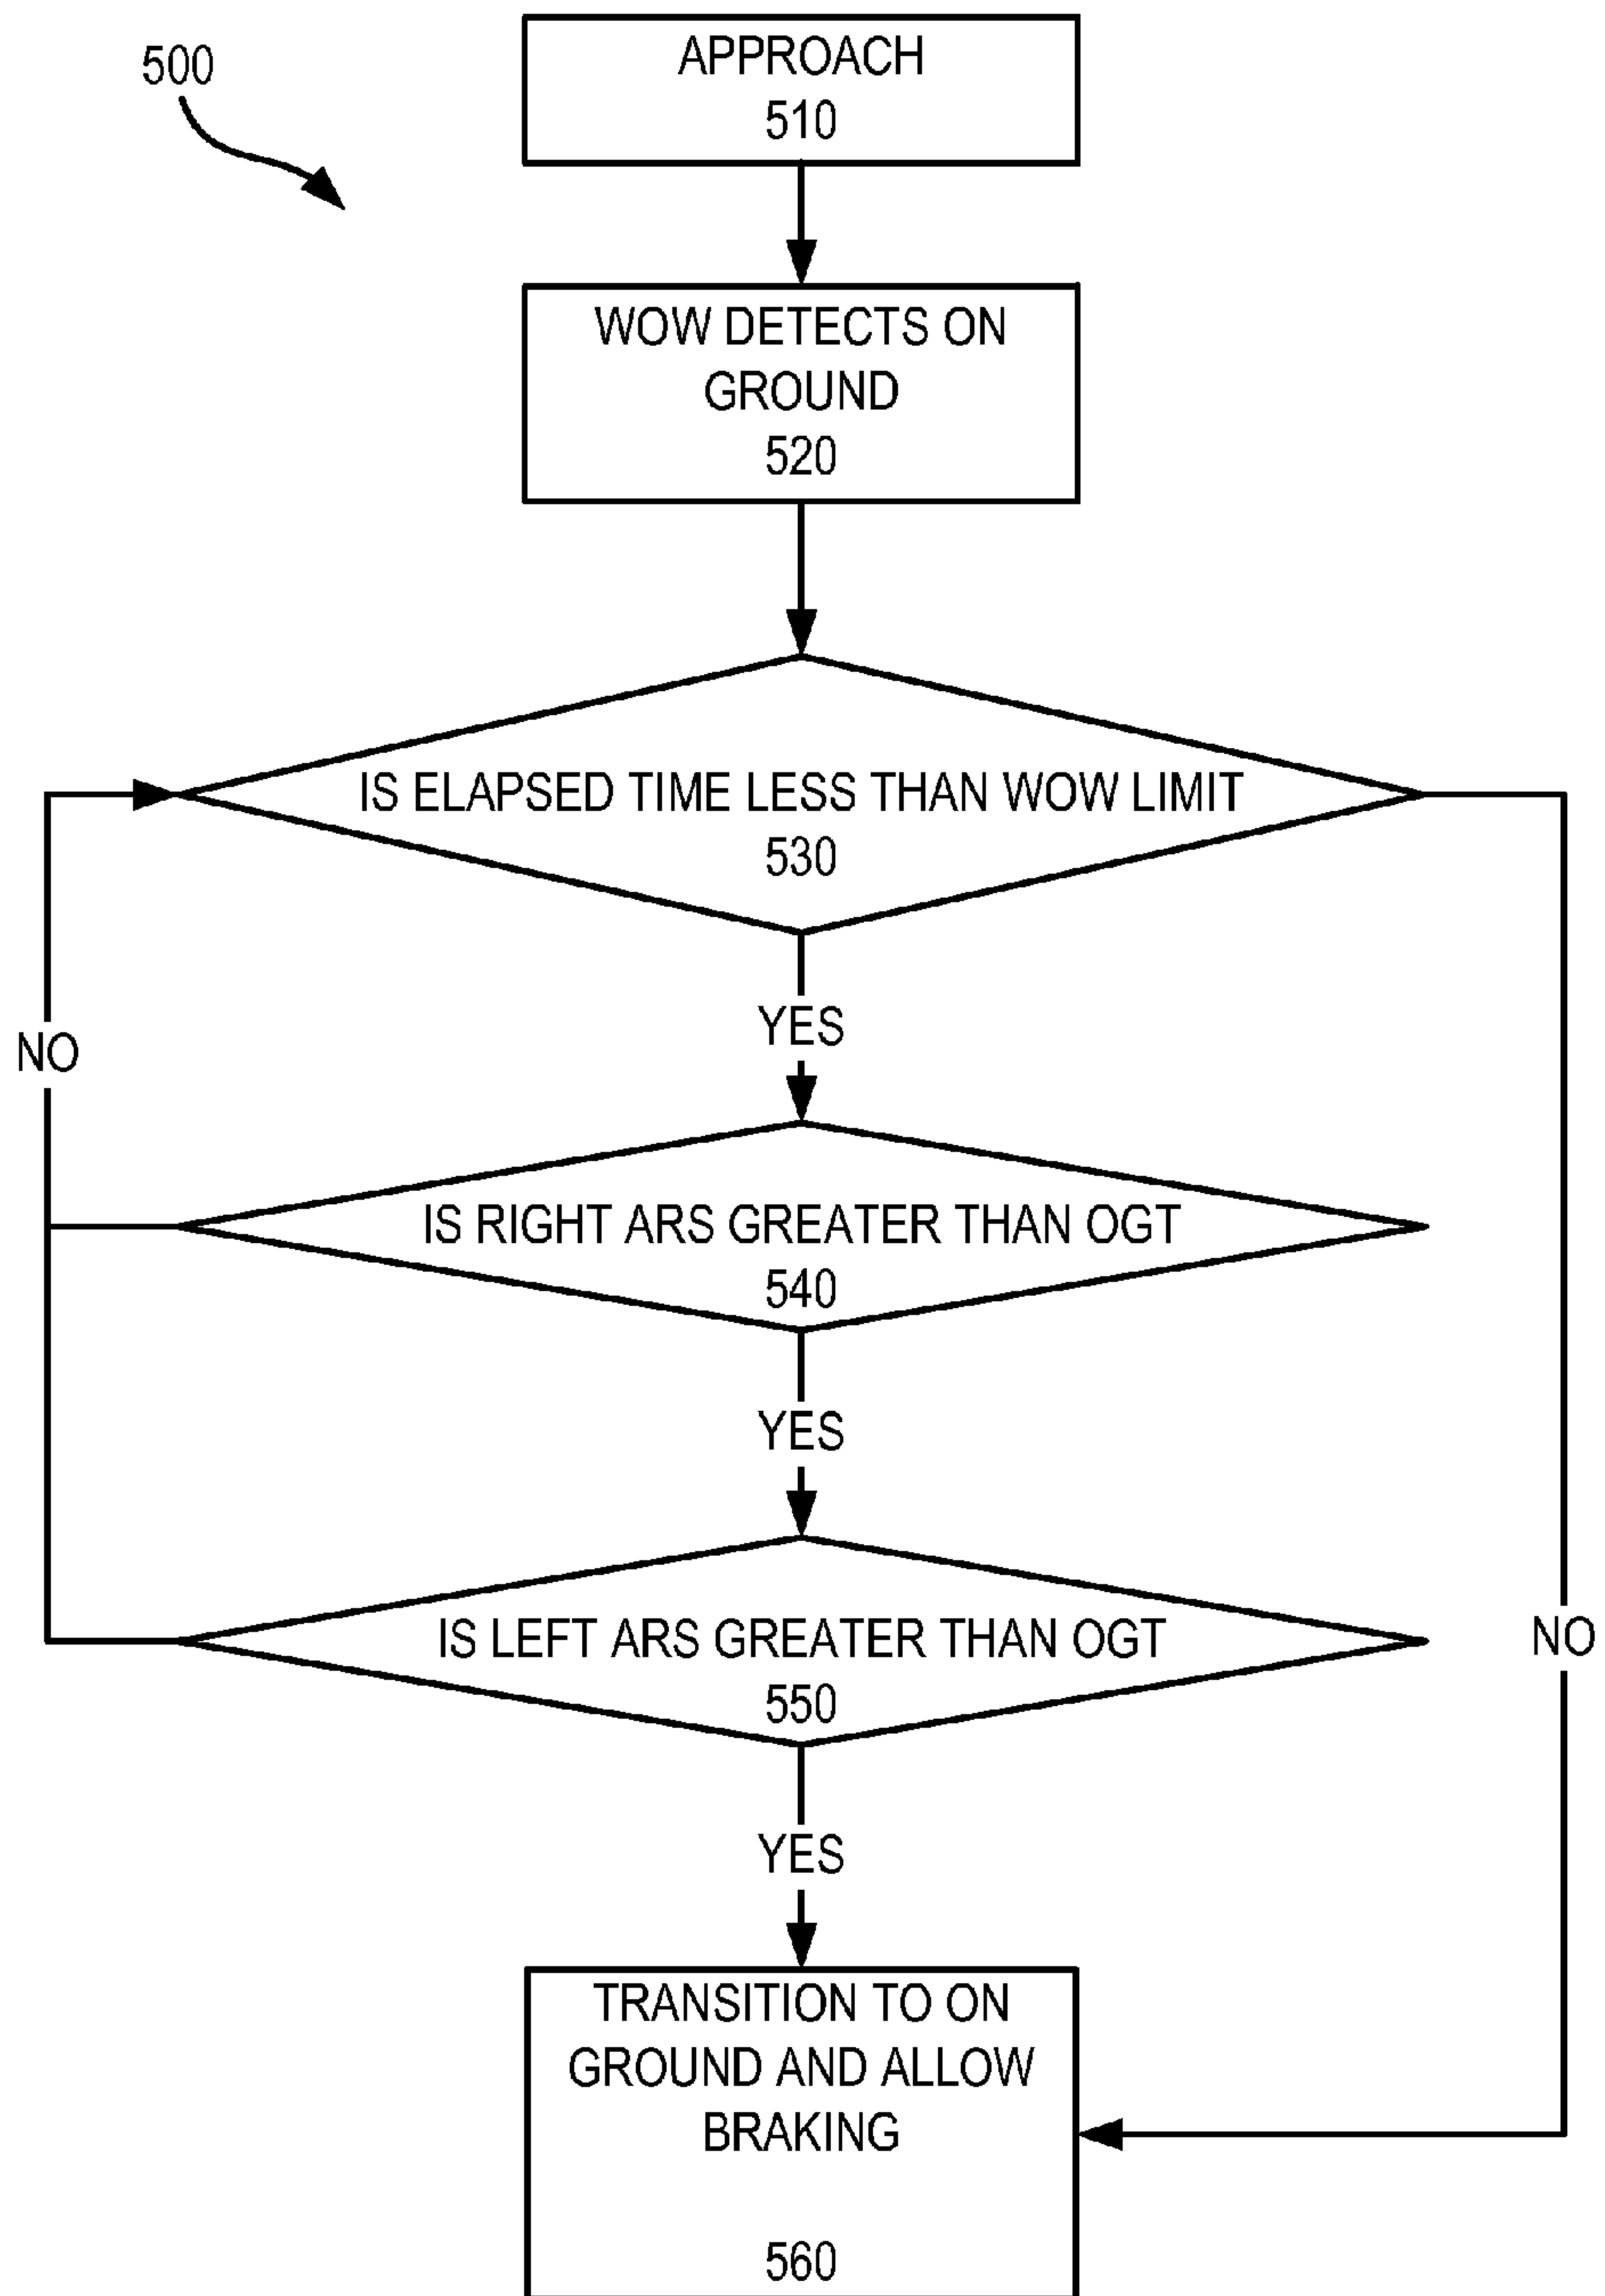 500
APPROACH
510
WOW DETECTS ON
GROUND
520
IS ELAPSED TIME LESS THAN WOW LIMIT
530
YES
NO
IS RIGHT ARS GREATER THAN OGT
540
YES
IS LEFT ARS GREATER THAN OGT
550
NO
YES
TRANSITION TO ON
GROUND AND ALLOW
BRAKING
560